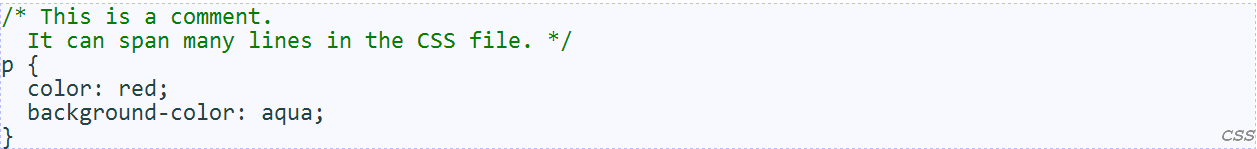 /* This is a comment.
  It can span many lines in the CSS file. */
p {
  color: red;
  background-color: aqua;
}
CSS